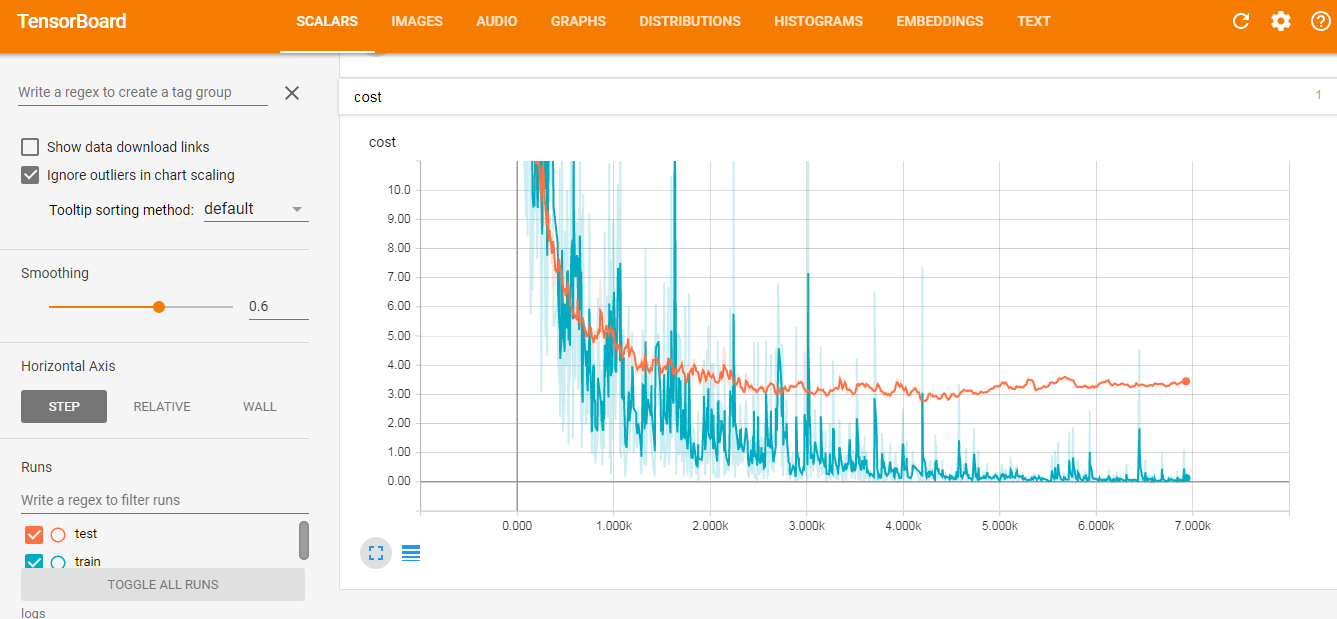 TensorBoard
SCALARS IMAGES AUDIO GRAPHS DISTRIBUTIONS HISTOGRAMS EMBEDDINGS TEXT
Write a regex to create a tag group
Show data download links
Ignore outliers in chart scaling
Tooltip sorting method: default
Smoothing
0.6
Horizontal Axis
STEP RELATIVE WALL
Runs
Write a regex to filter runs
test
train
TOGGLE ALL RUNS
logs
cost 1
cost
10.0
9.00
8.00
7.00
6.00
5.00
4.00
3.00
2.00
1.00
0.00
0.000 1.000k 2.000k 3.000k 4.000k 5.000k 6.000k 7.000k